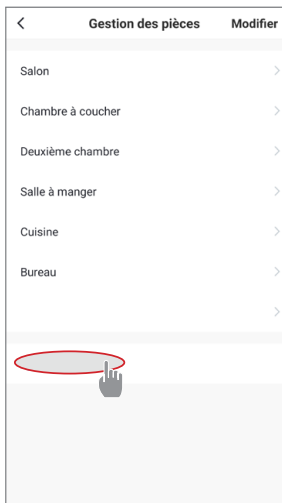 Gestion des pièces Modifier
Salon
Chambre à coucher
Deuxième chambre
Salle à manger
Cuisine
Bureau